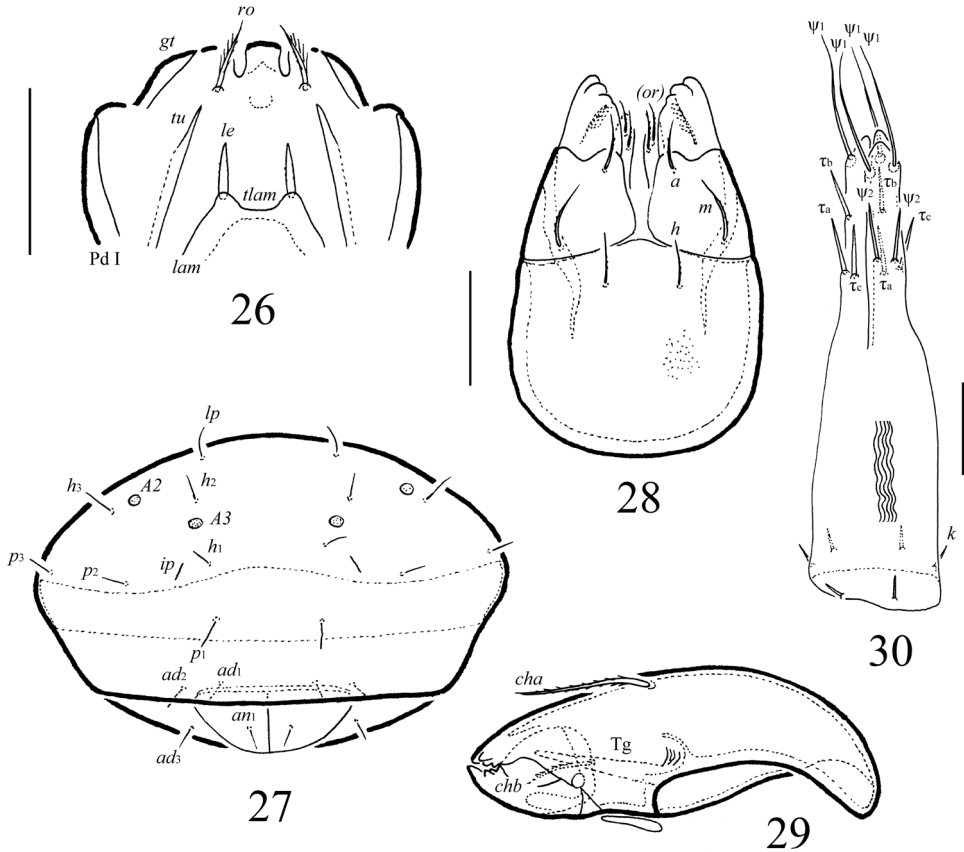 ro
gt
tu
le
tlam
Pd I
lam
26
(or)
a
m
h
28
ψ1
ψ1 ψ1
ψ1
τb
τb
τa
ψ2
ψ2
τc
τc
τa
k
30
lp
h3
A2
h2
A3
h1
p3
p2
ip
p1
ad2
ad1
an1
ad3
27
cha
Tg
chb
29